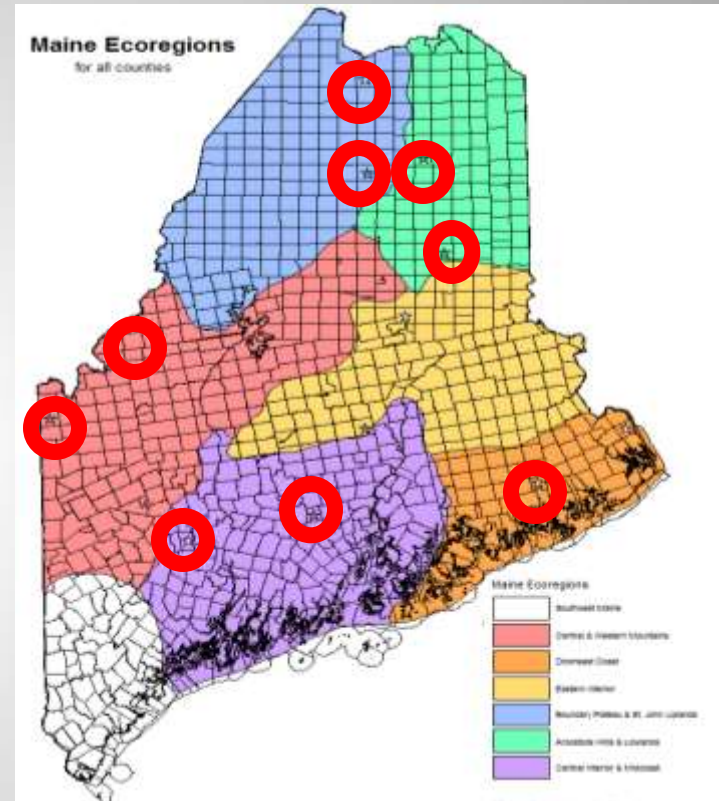 Maine Ecoregions
for all counties
Maine Ecoregions
Southwest Maine
Central & Western Mountains
Downeast Coast
Eastern Interior
Boundary Plateau & St. John Uplands
Aroostook Hills & Lowlands
Central Interior & Midcoast